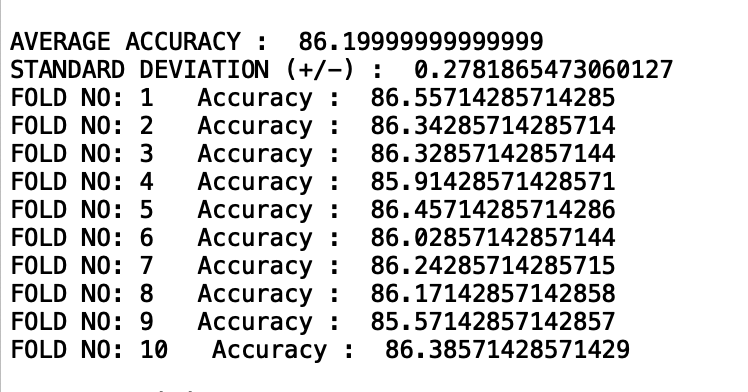 AVERAGE ACCURACY :  86.19999999999999
STANDARD DEVIATION (+/-) :  0.2781865473060127
FOLD NO: 1   Accuracy :  86.55714285714285
FOLD NO: 2   Accuracy :  86.34285714285714
FOLD NO: 3   Accuracy :  86.32857142857144
FOLD NO: 4   Accuracy :  85.91428571428571
FOLD NO: 5   Accuracy :  86.45714285714286
FOLD NO: 6   Accuracy :  86.02857142857144
FOLD NO: 7   Accuracy :  86.24285714285715
FOLD NO: 8   Accuracy :  86.17142857142858
FOLD NO: 9   Accuracy :  85.57142857142857
FOLD NO: 10   Accuracy :  86.38571428571429